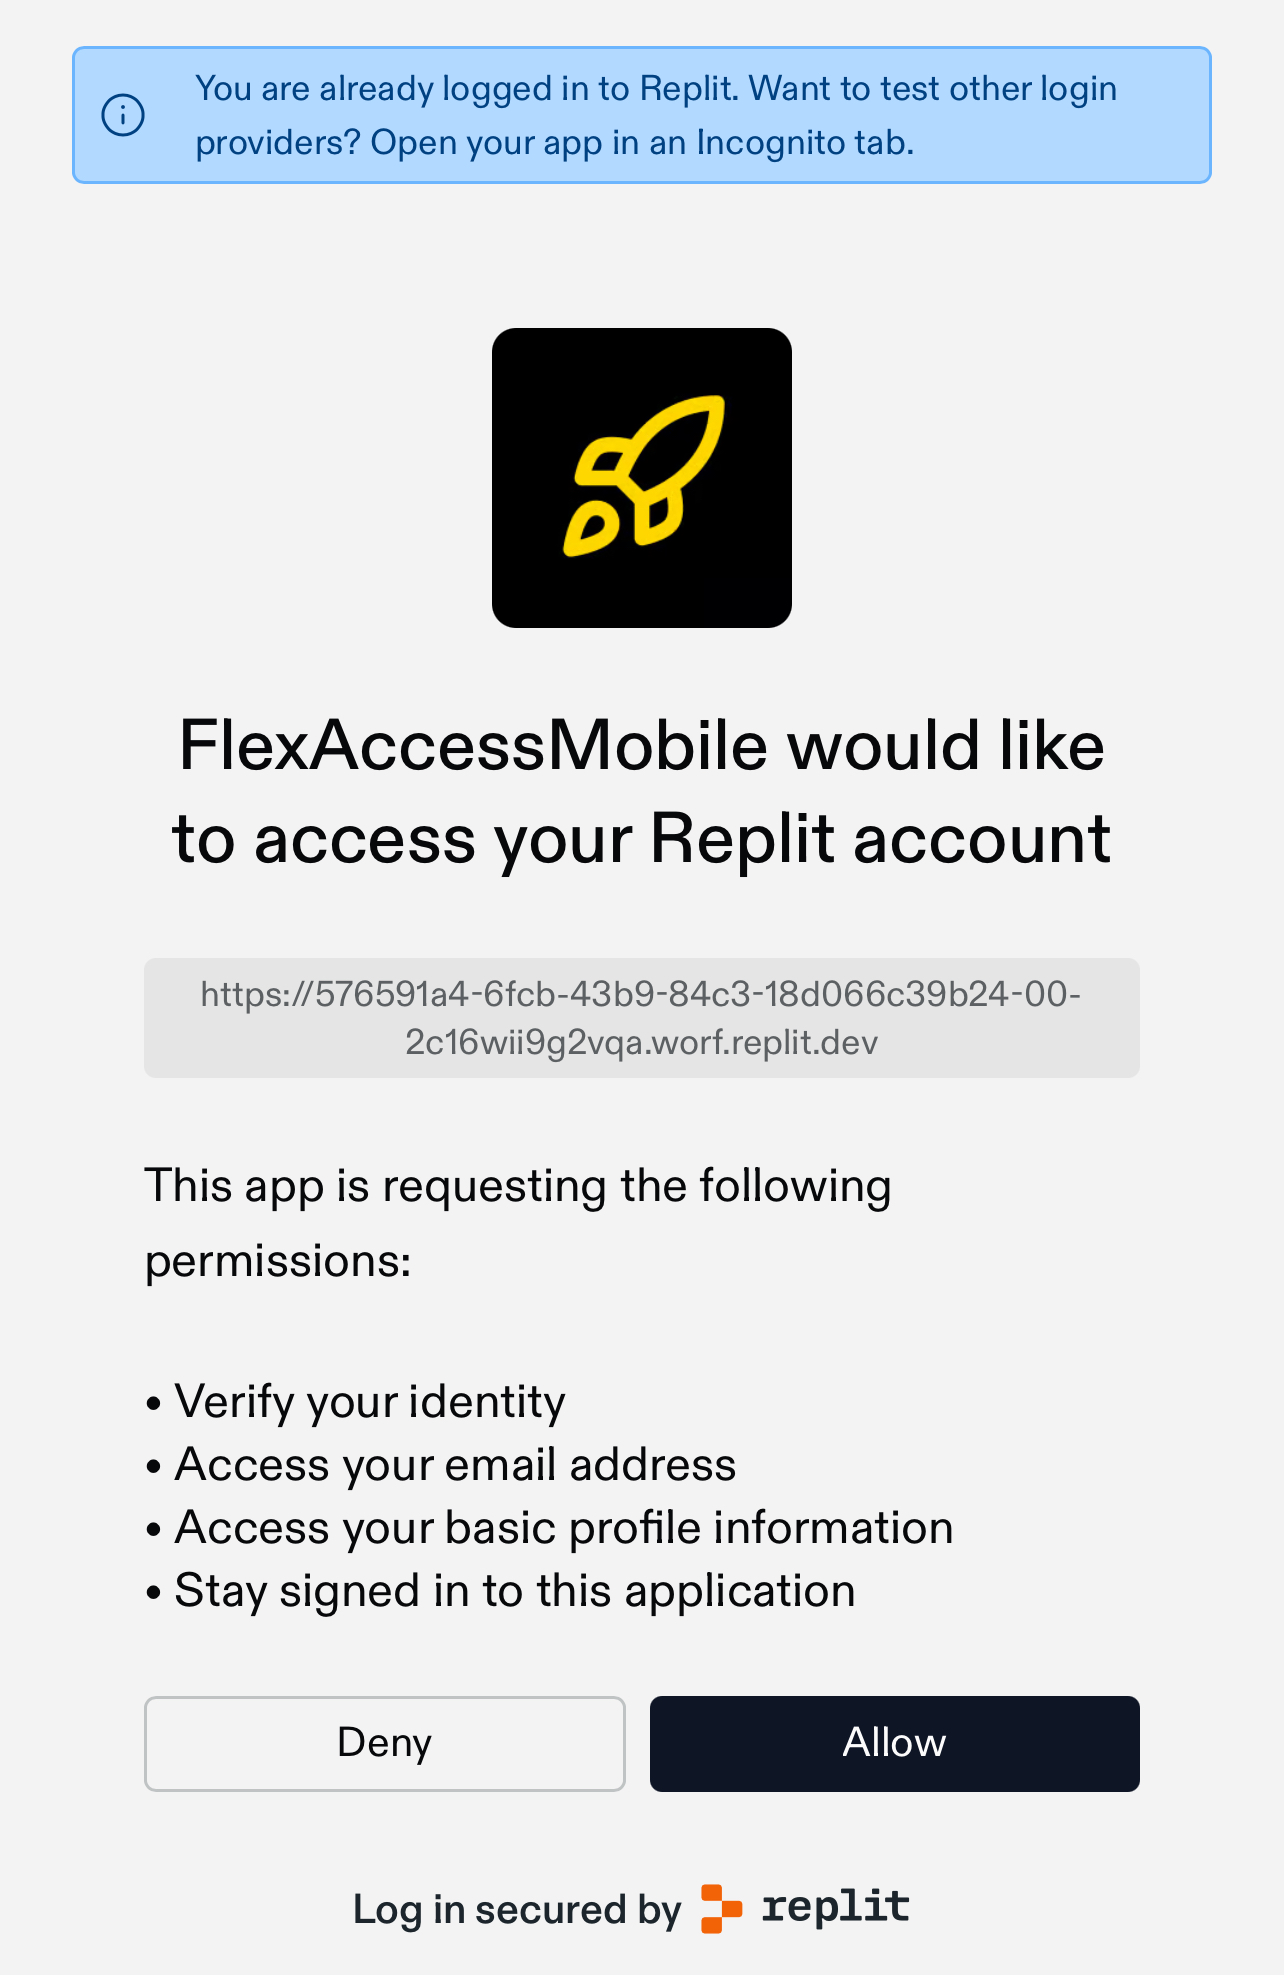 You are already logged in to Replit. Want to test other login
providers? Open your app in an Incognito tab.
FlexAccessMobile would like
to access your Replit account
https://576591a4-6fcb-43b9-84c3-18d066c39b24-00-
2c16wii9g2vqa.worf.replit.dev
This app is requesting the following
permissions:
• Verify your identity
• Access your email address
• Access your basic profile information
• Stay signed in to this application
Deny
Allow
Log in secured by replit